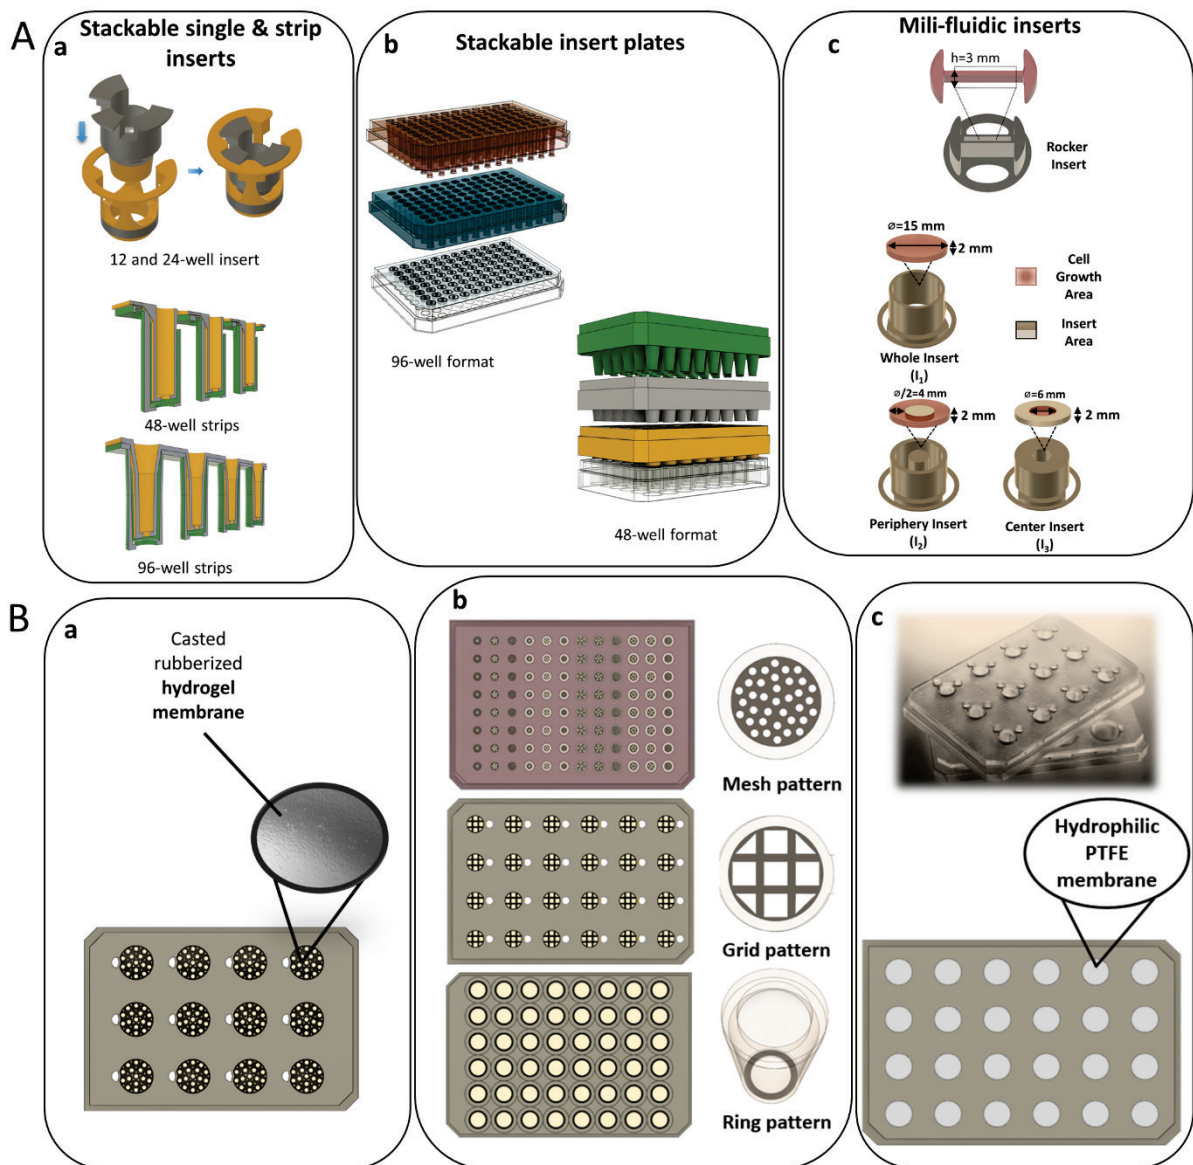 A
a
Stackable single & strip
inserts
12 and 24-well insert
48-well strips
96-well strips
b
Stackable insert plates
96-well format
48-well format
c
Mili-fluidic inserts
h=3 mm
Rocker
Insert
ø=15 mm
2 mm
Cell
Growth
Area
Insert
Area
Whole Insert
(I₁)
ø/2=4 mm
2 mm
ø=6 mm
2 mm
Periphery Insert
(I₂)
Center Insert
(I₃)
B
a
Casted
rubberized
hydrogel
membrane
b
Mesh pattern
Grid pattern
Ring pattern
c
Hydrophilic
PTFE
membrane